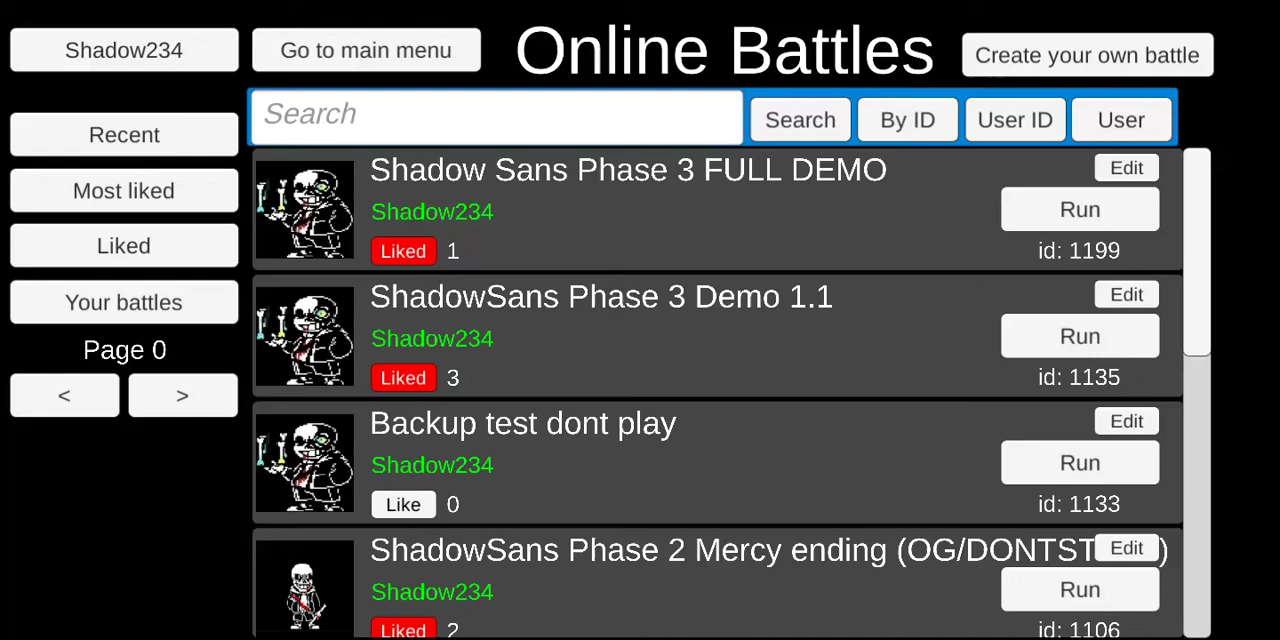 Shadow234
Go to main menu
Online Battles
Create your own battle
Search
Search
By ID
User ID
User
Recent
Most liked
Liked
Your battles
Page 0
<
>
Shadow Sans Phase 3 FULL DEMO
Edit
Shadow234
Run
Liked 1
id: 1199
ShadowSans Phase 3 Demo 1.1
Edit
Shadow234
Run
Liked 3
id: 1135
Backup test dont play
Edit
Shadow234
Run
Like 0
id: 1133
ShadowSans Phase 2 Mercy ending
Edit
Shadow234
Run
Liked 2
id: 1106